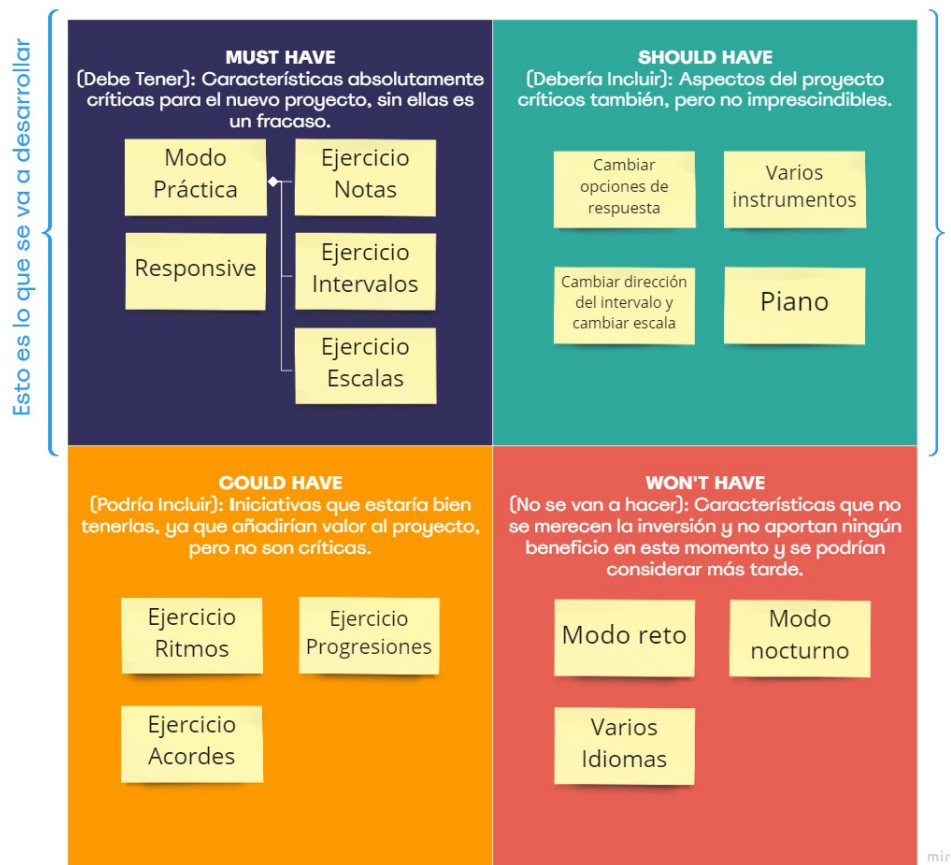 Esto es lo que se va a desarrollar
MUST HAVE
(Debe Tener): Características absolutamente
críticas para el nuevo proyecto, sin ellas es
un fracaso.
Modo
Práctica
Ejercicio
Notas
Responsive
Ejercicio
Intervalos
Ejercicio
Escalas
SHOULD HAVE
(Debería Incluir): Aspectos del proyecto
críticos también, pero no imprescindibles.
Cambiar
opciones de
respuesta
Varios
instrumentos
Cambiar dirección
del intervalo y
cambiar escala
Piano
COULD HAVE
(Podría Incluir): Iniciativas que estaría bien
tenerlas, ya que añadirían valor al proyecto,
pero no son críticas.
Ejercicio
Ritmos
Ejercicio
Progresiones
Ejercicio
Acordes
WON'T HAVE
(No se van a hacer): Características que no
se merecen la inversión y no aportan ningún
beneficio en este momento y se podrían
considerar más tarde.
Modo reto
Modo
nocturno
Varios
Idiomas
mir